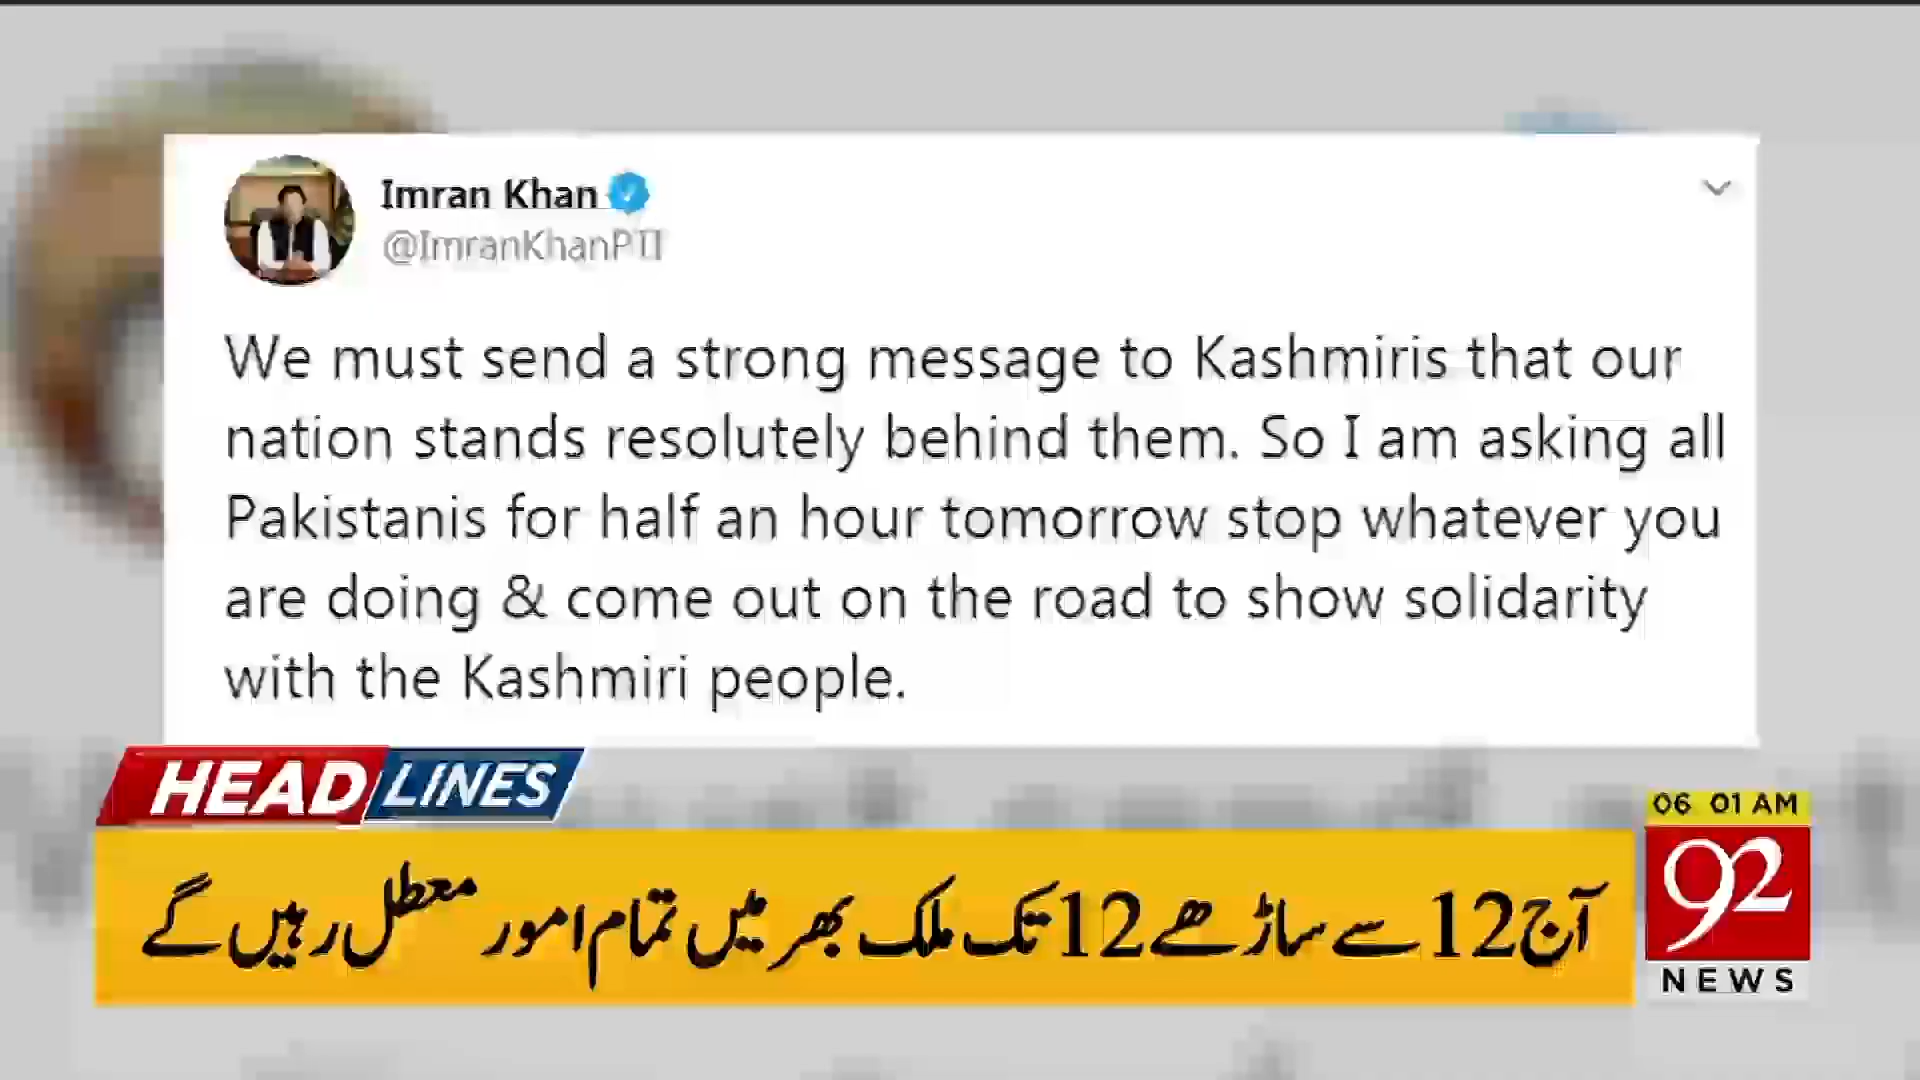 Imran Khan
@ImranKhanPTI
We must send a strong message to Kashmiris that our
nation stands resolutely behind them. So I am asking all
Pakistanis for half an hour tomorrow stop whatever you
are doing & come out on the road to show solidarity
with the Kashmiri people.
HEADLINES
06 01 AM
آج 12 سے ساڑھے 12 تک ملک بھر میں تمام امور معطل رہیں گے
92
NEWS